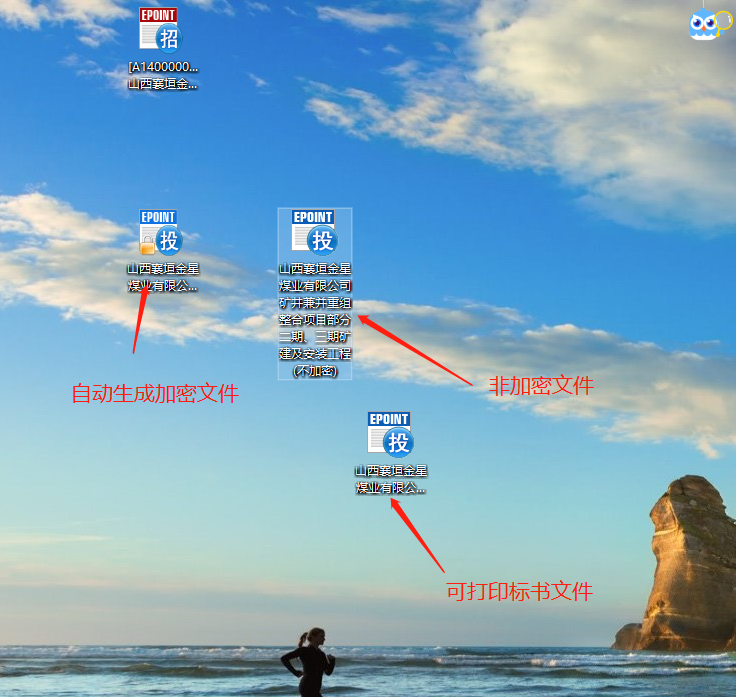 EPOINT
招
[A1400000...
山西襄垣金...
EPOINT
投
山西襄垣金星
煤业有限公...
EPOINT
投
山西襄垣金星
煤业有限公司
矿井兼并重组
整合项目部分
二期、三期矿
建及安装工程
(不加密)
自动生成加密文件
非加密文件
EPOINT
投
山西襄垣金星
煤业有限公...
可打印标书文件